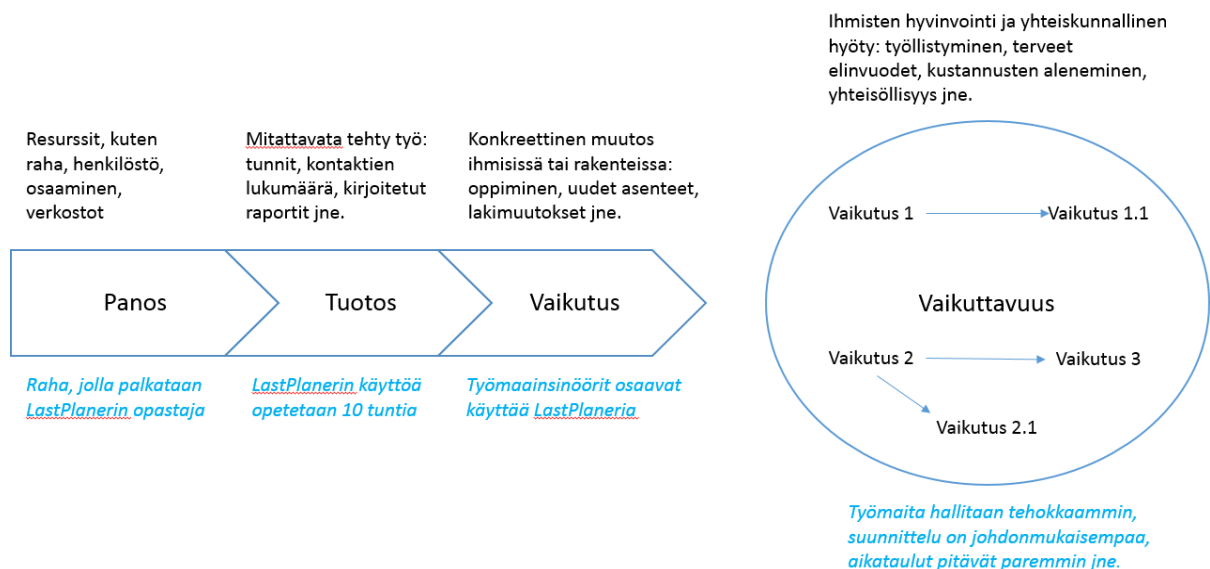 Ihmisten hyvinvointi ja yhteiskunnallinen
hyöty: työllistyminen, terveet
elinvuodet, kustannusten aleneminen,
yhteisöllisyys jne.
Resurssit, kuten
raha, henkilöstö,
osaaminen,
verkostot
Mitattavata tehty työ:
tunnit, kontaktien
lukumäärä, kirjoitetut
raportit jne.
Konkreettinen muutos
ihmisissä tai rakenteissa:
oppiminen, uudet asenteet,
lakimuutokset jne.
Panos
Tuotos
Vaikutus
Raha, jolla palkataan
LastPlanerin opastaja
LastPlanerin käyttöä
opetetaan 10 tuntia
Työmaainsinöörit osaavat
käyttää LastPlaneria
Vaikutus 1
Vaikutus 1.1
Vaikuttavuus
Vaikutus 2
Vaikutus 3
Vaikutus 2.1
Työmaita hallitaan tehokkaammin,
suunnittelu on johdonmukaisempaa,
aikataulut pitävät paremmin jne.